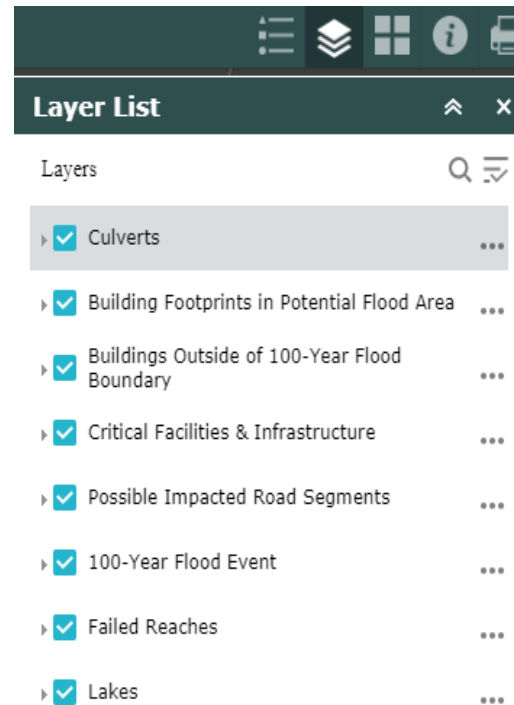 Layer List
Layers
Culverts
Building Footprints in Potential Flood Area
Buildings Outside of 100-Year Flood
Boundary
Critical Facilities & Infrastructure
Possible Impacted Road Segments
100-Year Flood Event
Failed Reaches
Lakes